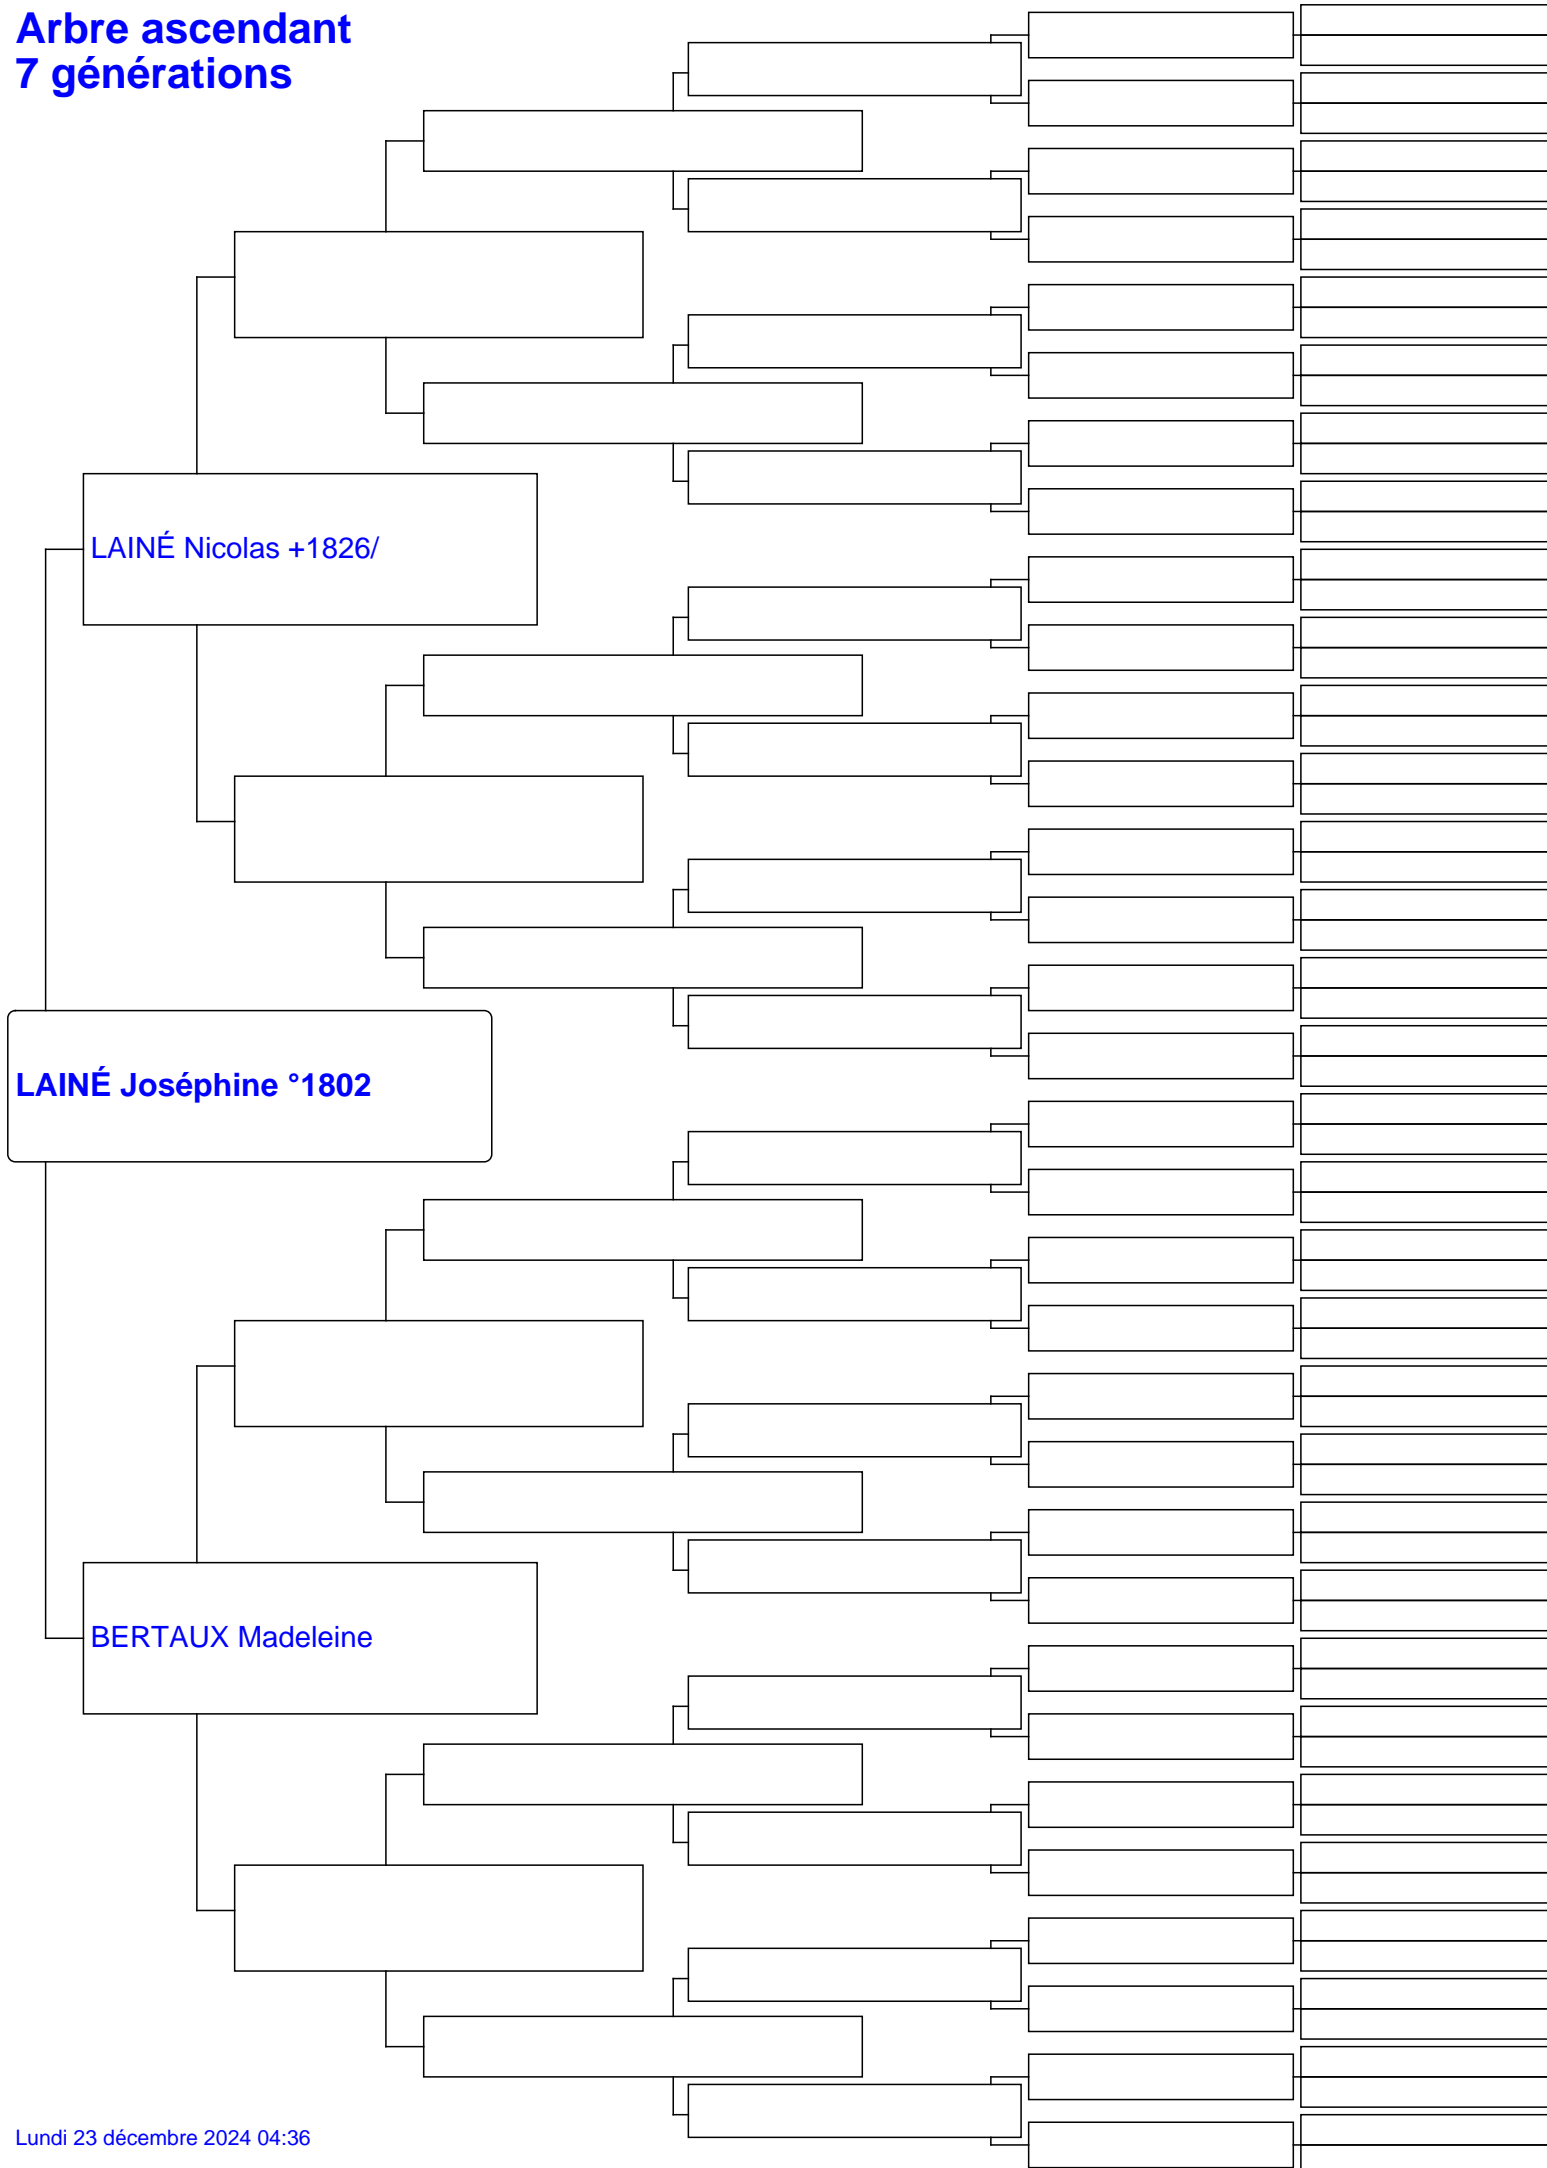 Arbre ascendant
7 générations
LAINÉ Nicolas +1826/
LAINÉ Joséphine °1802
BERTAUX Madeleine
Lundi 23 décembre 2024 04:36